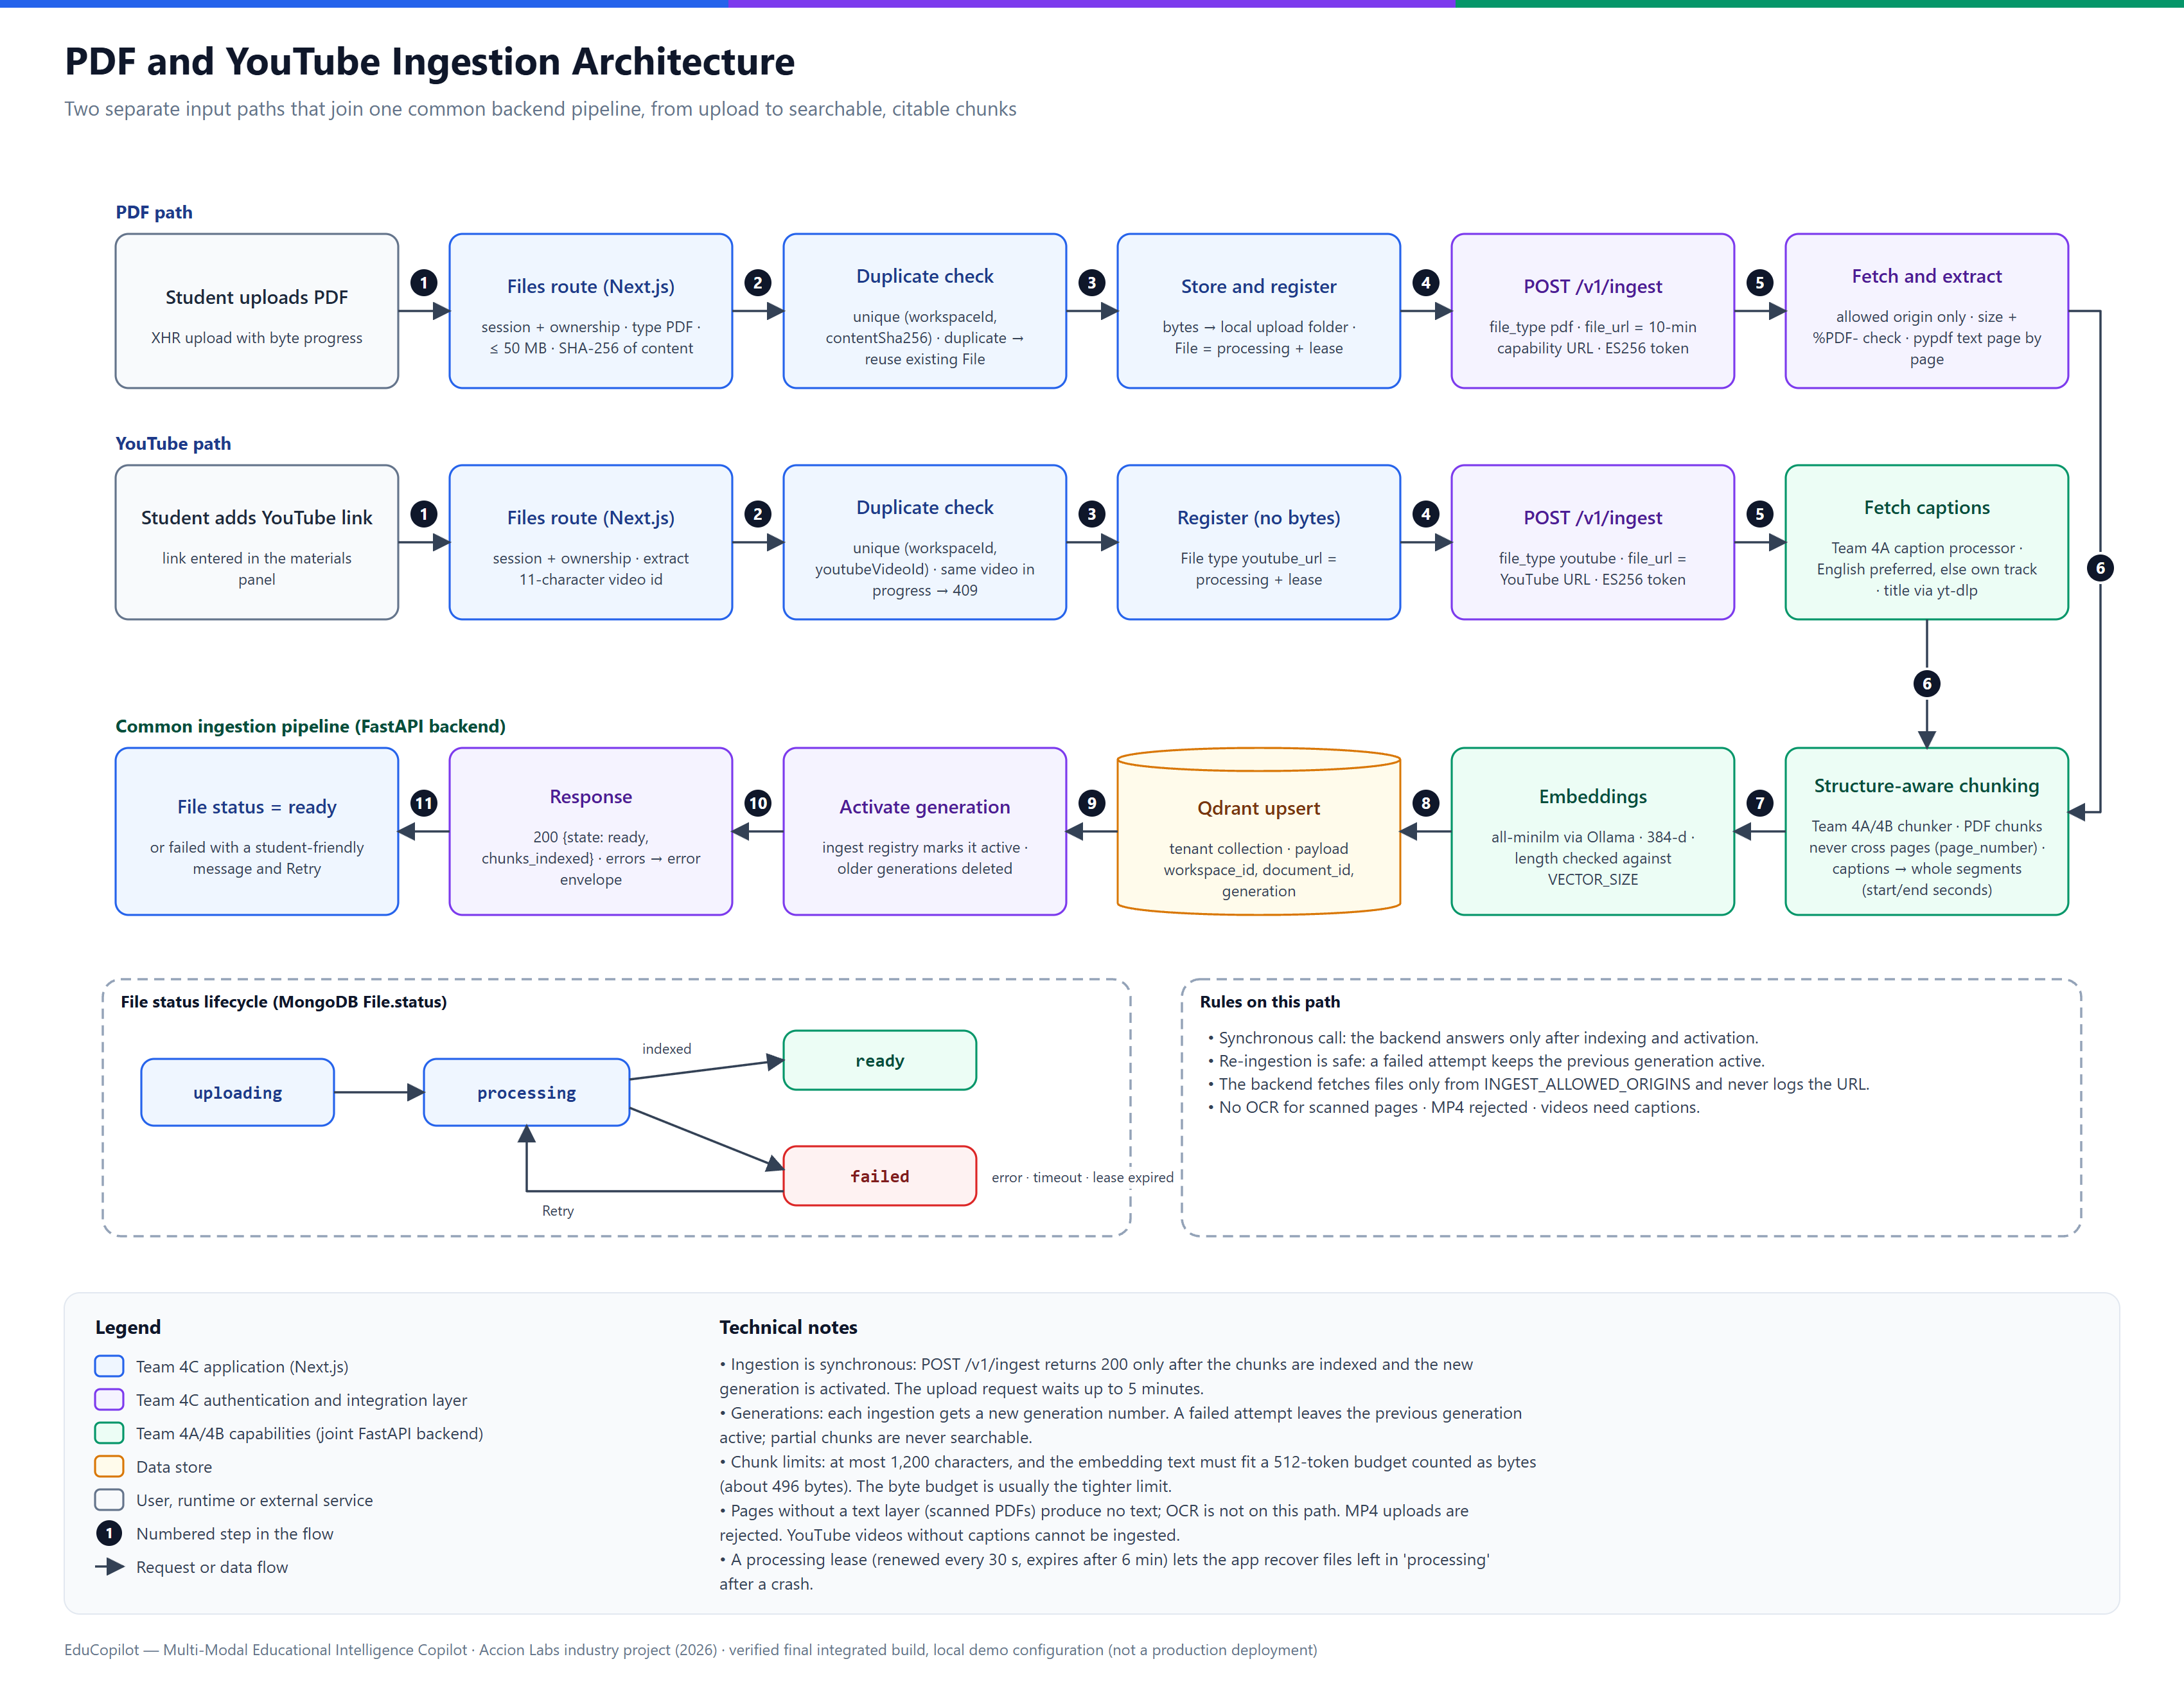 PDF and YouTube Ingestion Architecture
Two separate input paths that join one common backend pipeline, from upload to searchable, citable chunks
PDF path
Student uploads PDF
XHR upload with byte progress
1
Files route (Next.js)
session + ownership · type PDF ·
≤ 50 MB · SHA-256 of content
2
Duplicate check
unique (workspaceId,
contentSha256) · duplicate →
reuse existing File
3
Store and register
bytes → local upload folder ·
File = processing + lease
4
POST /v1/ingest
file_type pdf · file_url = 10-min
capability URL · ES256 token
5
Fetch and extract
allowed origin only · size +
%PDF- check · pypdf text page by
page
6
YouTube path
Student adds YouTube link
link entered in the materials
panel
1
Files route (Next.js)
session + ownership · extract
11-character video id
2
Duplicate check
unique (workspaceId,
youtubeVideoId) · same video in
progress → 409
3
Register (no bytes)
File type youtube_url =
processing + lease
4
POST /v1/ingest
file_type youtube · file_url =
YouTube URL · ES256 token
5
Fetch captions
Team 4A caption processor ·
English preferred, else own track
· title via yt-dlp
6
Common ingestion pipeline (FastAPI backend)
File status = ready
or failed with a student-friendly
message and Retry
11
Response
200 {state: ready,
chunks_indexed} · errors → error
envelope
10
Activate generation
ingest registry marks it active ·
older generations deleted
9
Qdrant upsert
tenant collection · payload
workspace_id, document_id,
generation
8
Embeddings
all-minilm via Ollama · 384-d ·
length checked against
VECTOR_SIZE
7
Structure-aware chunking
Team 4A/4B chunker · PDF chunks
never cross pages (page_number) ·
captions → whole segments
(start/end seconds)
File status lifecycle (MongoDB File.status)
uploading
processing
indexed
ready
failed
error · timeout · lease expired
Retry
Rules on this path
• Synchronous call: the backend answers only after indexing and activation.
• Re-ingestion is safe: a failed attempt keeps the previous generation active.
• The backend fetches files only from INGEST_ALLOWED_ORIGINS and never logs the URL.
• No OCR for scanned pages · MP4 rejected · videos need captions.
Legend
Team 4C application (Next.js)
Team 4C authentication and integration layer
Team 4A/4B capabilities (joint FastAPI backend)
Data store
User, runtime or external service
1 Numbered step in the flow
Request or data flow
Technical notes
• Ingestion is synchronous: POST /v1/ingest returns 200 only after the chunks are indexed and the new
generation is activated. The upload request waits up to 5 minutes.
• Generations: each ingestion gets a new generation number. A failed attempt leaves the previous generation
active; partial chunks are never searchable.
• Chunk limits: at most 1,200 characters, and the embedding text must fit a 512-token budget counted as bytes
(about 496 bytes). The byte budget is usually the tighter limit.
• Pages without a text layer (scanned PDFs) produce no text; OCR is not on this path. MP4 uploads are
rejected. YouTube videos without captions cannot be ingested.
• A processing lease (renewed every 30 s, expires after 6 min) lets the app recover files left in 'processing'
after a crash.
EduCopilot — Multi-Modal Educational Intelligence Copilot · Accion Labs industry project (2026) · verified final integrated build, local demo configuration (not a production deployment)